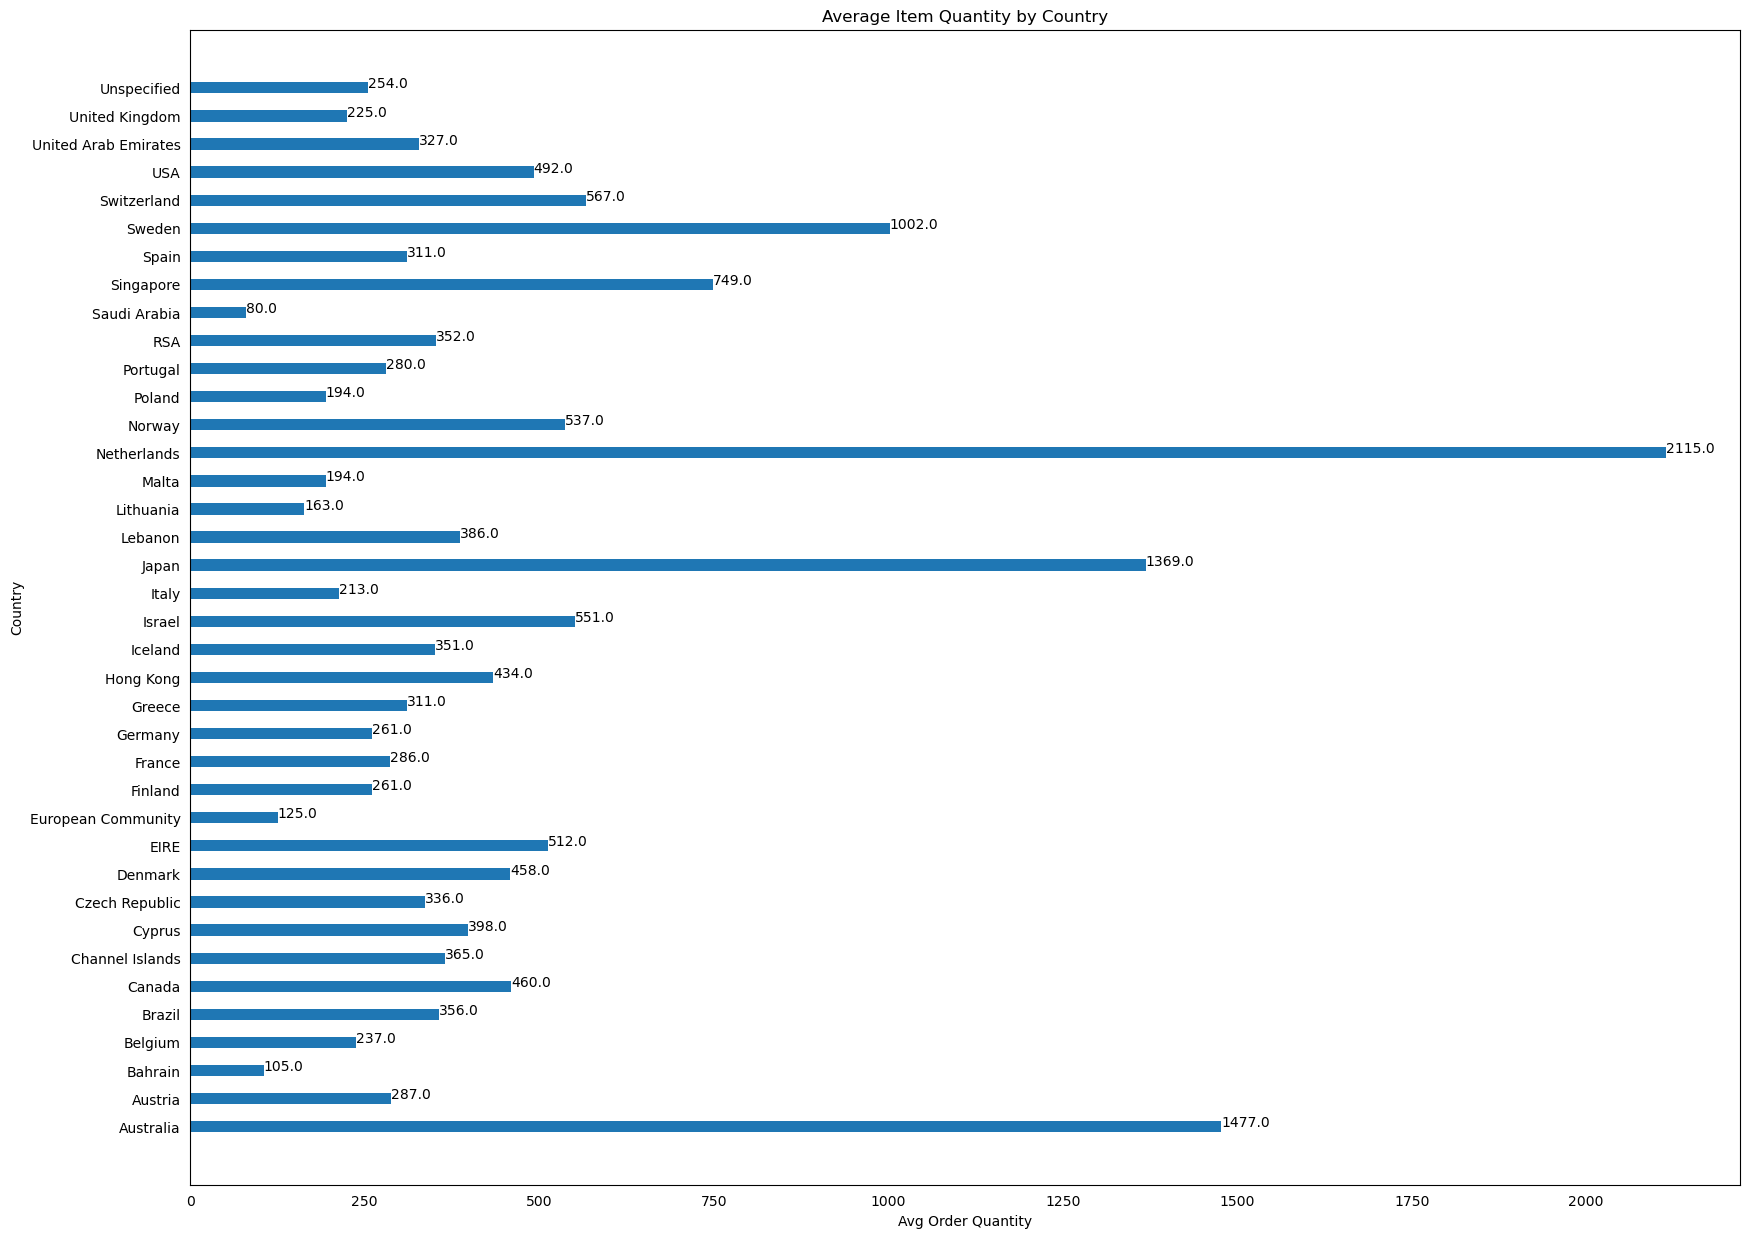 Average Item Quantity by Country
Unspecified 254.0
United Kingdom 225.0
United Arab Emirates 327.0
USA 492.0
Switzerland 567.0
Sweden 1002.0
Spain 311.0
Singapore 749.0
Saudi Arabia 80.0
RSA 352.0
Portugal 280.0
Poland 194.0
Norway 537.0
Netherlands 2115.0
Malta 194.0
Lithuania 163.0
Lebanon 386.0
Japan 1369.0
Italy 213.0
Israel 551.0
Iceland 351.0
Hong Kong 434.0
Greece 311.0
Germany 261.0
France 286.0
Finland 261.0
European Community 125.0
EIRE 512.0
Denmark 458.0
Czech Republic 336.0
Cyprus 398.0
Channel Islands 365.0
Canada 460.0
Brazil 356.0
Belgium 237.0
Bahrain 105.0
Austria 287.0
Australia 1477.0
Country
0 250 500 750 1000 1250 1500 1750 2000
Avg Order Quantity